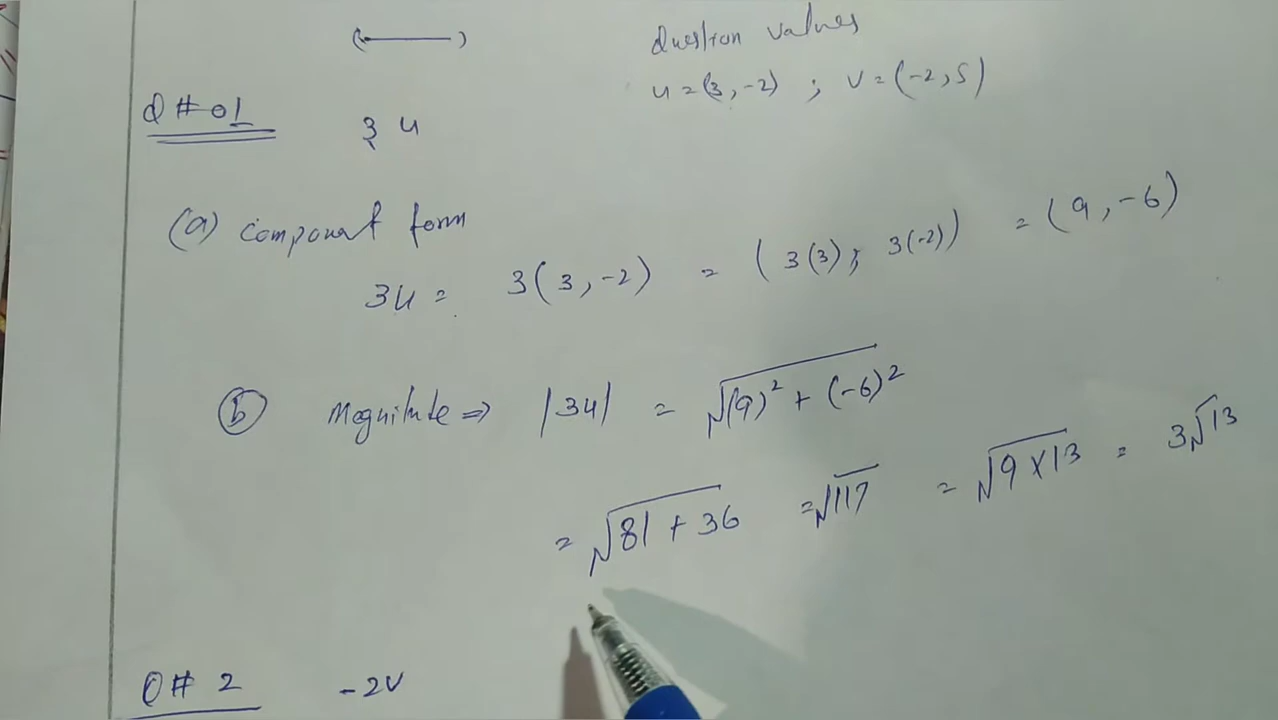 Question values
u = (3, -2) ; v = (-2, 5)
Q # 01 3 u
(a) Component form
3u = 3(3, -2) = (3(3), 3(-2)) = (9, -6)
(b) Magnitude ⇒ |3u| = √((9)² + (-6)²)
= √(81 + 36) = √117 = √(9 × 13) = 3√13
Q # 2 -2v